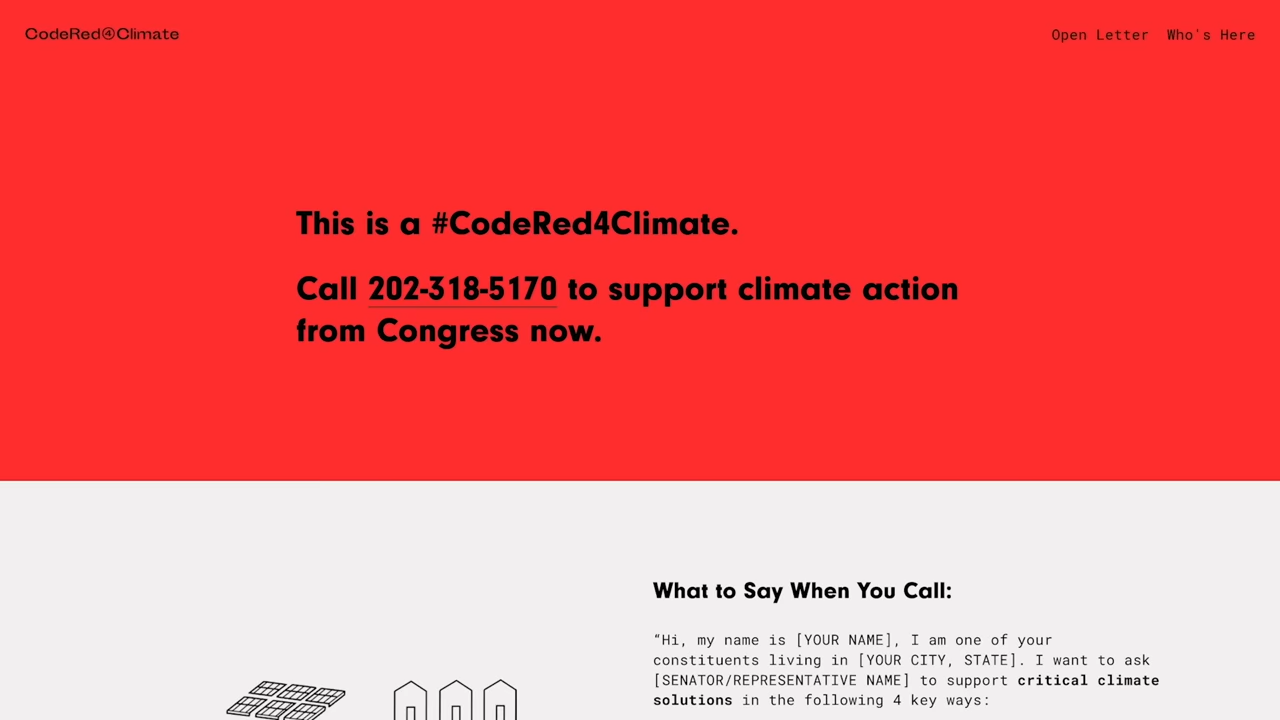 CodeRed④Climate
Open Letter Who's Here
This is a #CodeRed4Climate.
Call 202-318-5170 to support climate action
from Congress now.
What to Say When You Call:
“Hi, my name is [YOUR NAME], I am one of your
constituents living in [YOUR CITY, STATE]. I want to ask
[SENATOR/REPRESENTATIVE NAME] to support critical climate
solutions in the following 4 key ways: